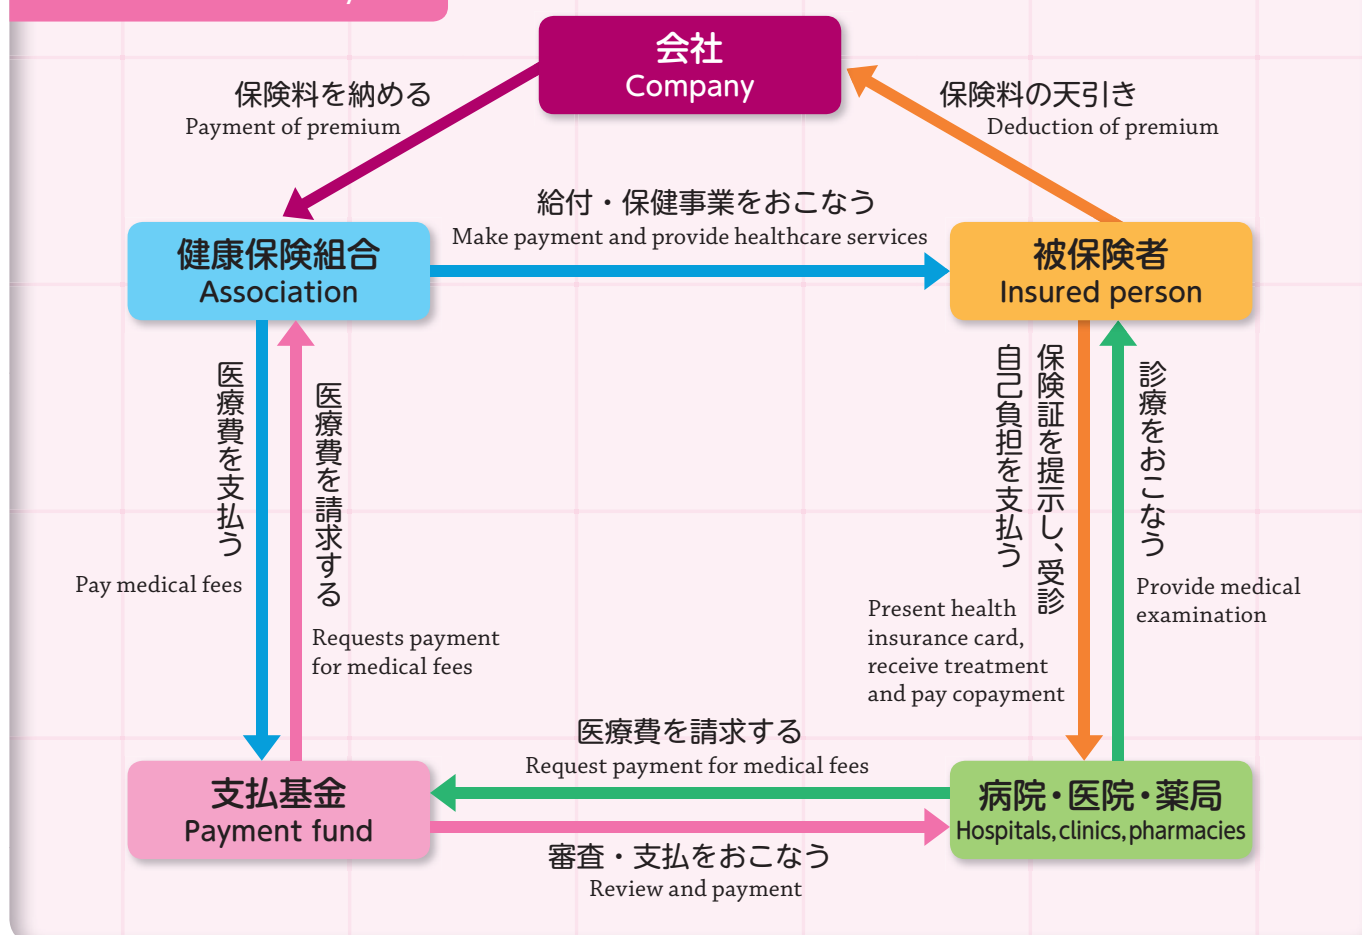 会社
Company
保険料を納める
Payment of premium
保険料の天引き
Deduction of premium
給付・保健事業をおこなう
Make payment and provide healthcare services
健康保険組合
Association
被保険者
Insured person
医療費を支払う
Pay medical fees
医療費を請求する
Requests payment
for medical fees
保険証を提示し、受診
自己負担を支払う
Present health
insurance card,
receive treatment
and pay copayment
診療をおこなう
Provide medical
examination
医療費を請求する
Request payment for medical fees
支払基金
Payment fund
病院・医院・薬局
Hospitals, clinics, pharmacies
審査・支払をおこなう
Review and payment